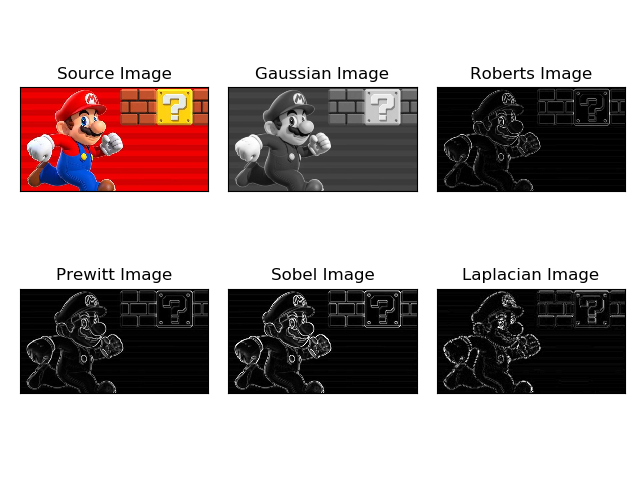 Source Image
Gaussian Image
Roberts Image
M
?
M
?
M
?
Prewitt Image
Sobel Image
Laplacian Image
M
?
M
?
M
?